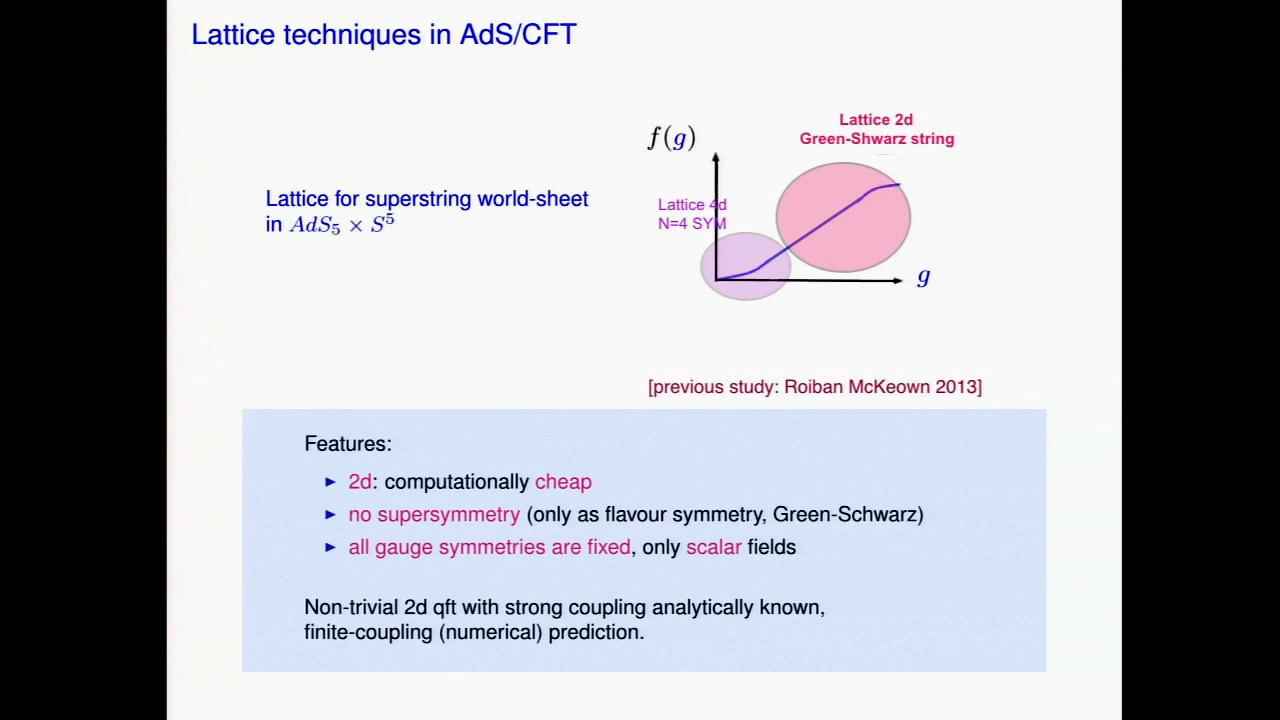 Lattice techniques in AdS/CFT
Lattice 2d
Green-Shwarz string
f(g)
Lattice for superstring world-sheet
in AdS₅ × S⁵
Lattice 4d
N=4 SYM
g
[previous study: Roiban McKeown 2013]
Features:
► 2d: computationally cheap
► no supersymmetry (only as flavour symmetry, Green-Schwarz)
► all gauge symmetries are fixed, only scalar fields
Non-trivial 2d qft with strong coupling analytically known,
finite-coupling (numerical) prediction.